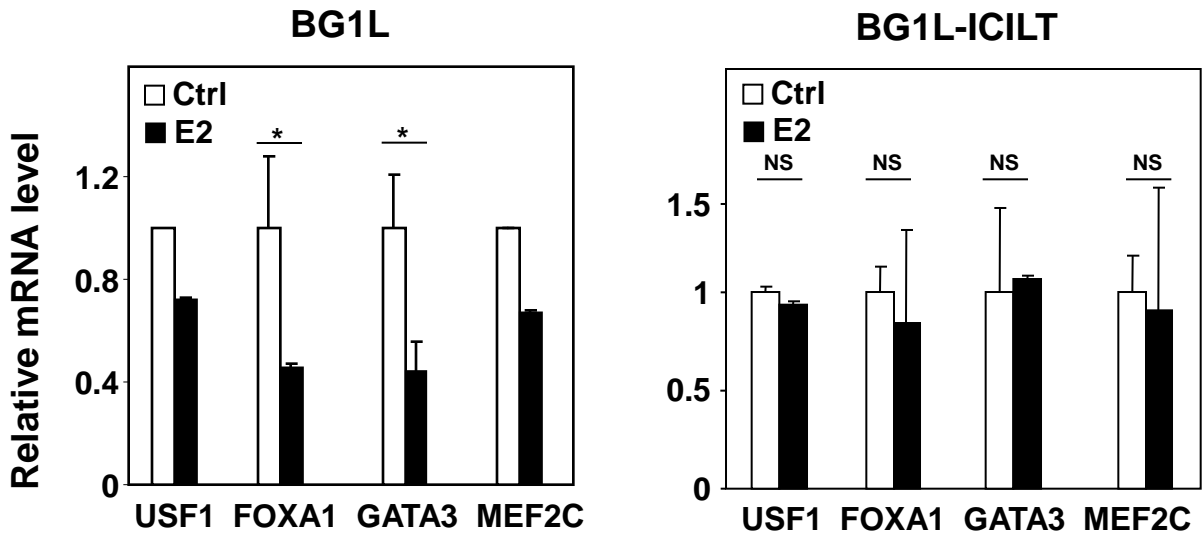 BG1L
BG1L-ICILT
Relative mRNA level
Ctrl
E2
*
*
1.2
0.8
0.4
0
USF1 FOXA1 GATA3 MEF2C
Ctrl
E2
NS
NS
NS
NS
1.5
1
0.5
0
USF1 FOXA1 GATA3 MEF2C